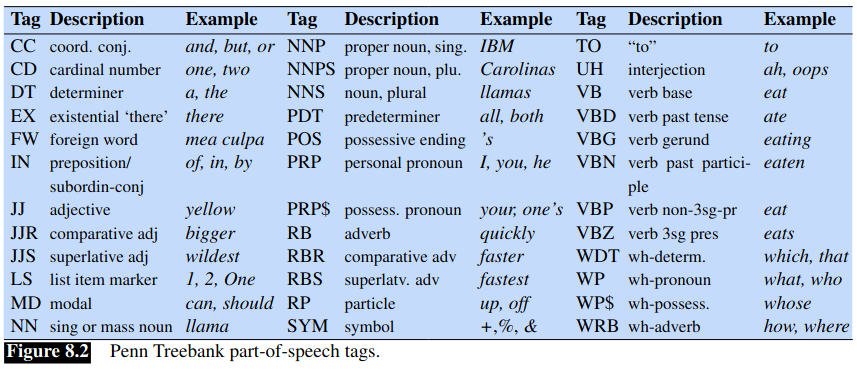 Tag Description Example Tag Description Example Tag Description Example
CC coord. conj. and, but, or NNP proper noun, sing. IBM TO “to” to
CD cardinal number one, two NNPS proper noun, plu. Carolinas UH interjection ah, oops
DT determiner a, the NNS noun, plural llamas VB verb base eat
EX existential ‘there’ there PDT predeterminer all, both VBD verb past tense ate
FW foreign word mea culpa POS possessive ending ’s VBG verb gerund eating
IN preposition/ of, in, by PRP personal pronoun I, you, he VBN verb past partici- eaten
subordin-conj ple
JJ adjective yellow PRP$ possess. pronoun your, one’s VBP verb non-3sg-pr eat
JJR comparative adj bigger RB adverb quickly VBZ verb 3sg pres eats
JJS superlative adj wildest RBR comparative adv faster WDT wh-determ. which, that
LS list item marker 1, 2, One RBS superlatv. adv fastest WP wh-pronoun what, who
MD modal can, should RP particle up, off WP$ wh-possess. whose
NN sing or mass noun llama SYM symbol +,%, & WRB wh-adverb how, where
Figure 8.2 Penn Treebank part-of-speech tags.